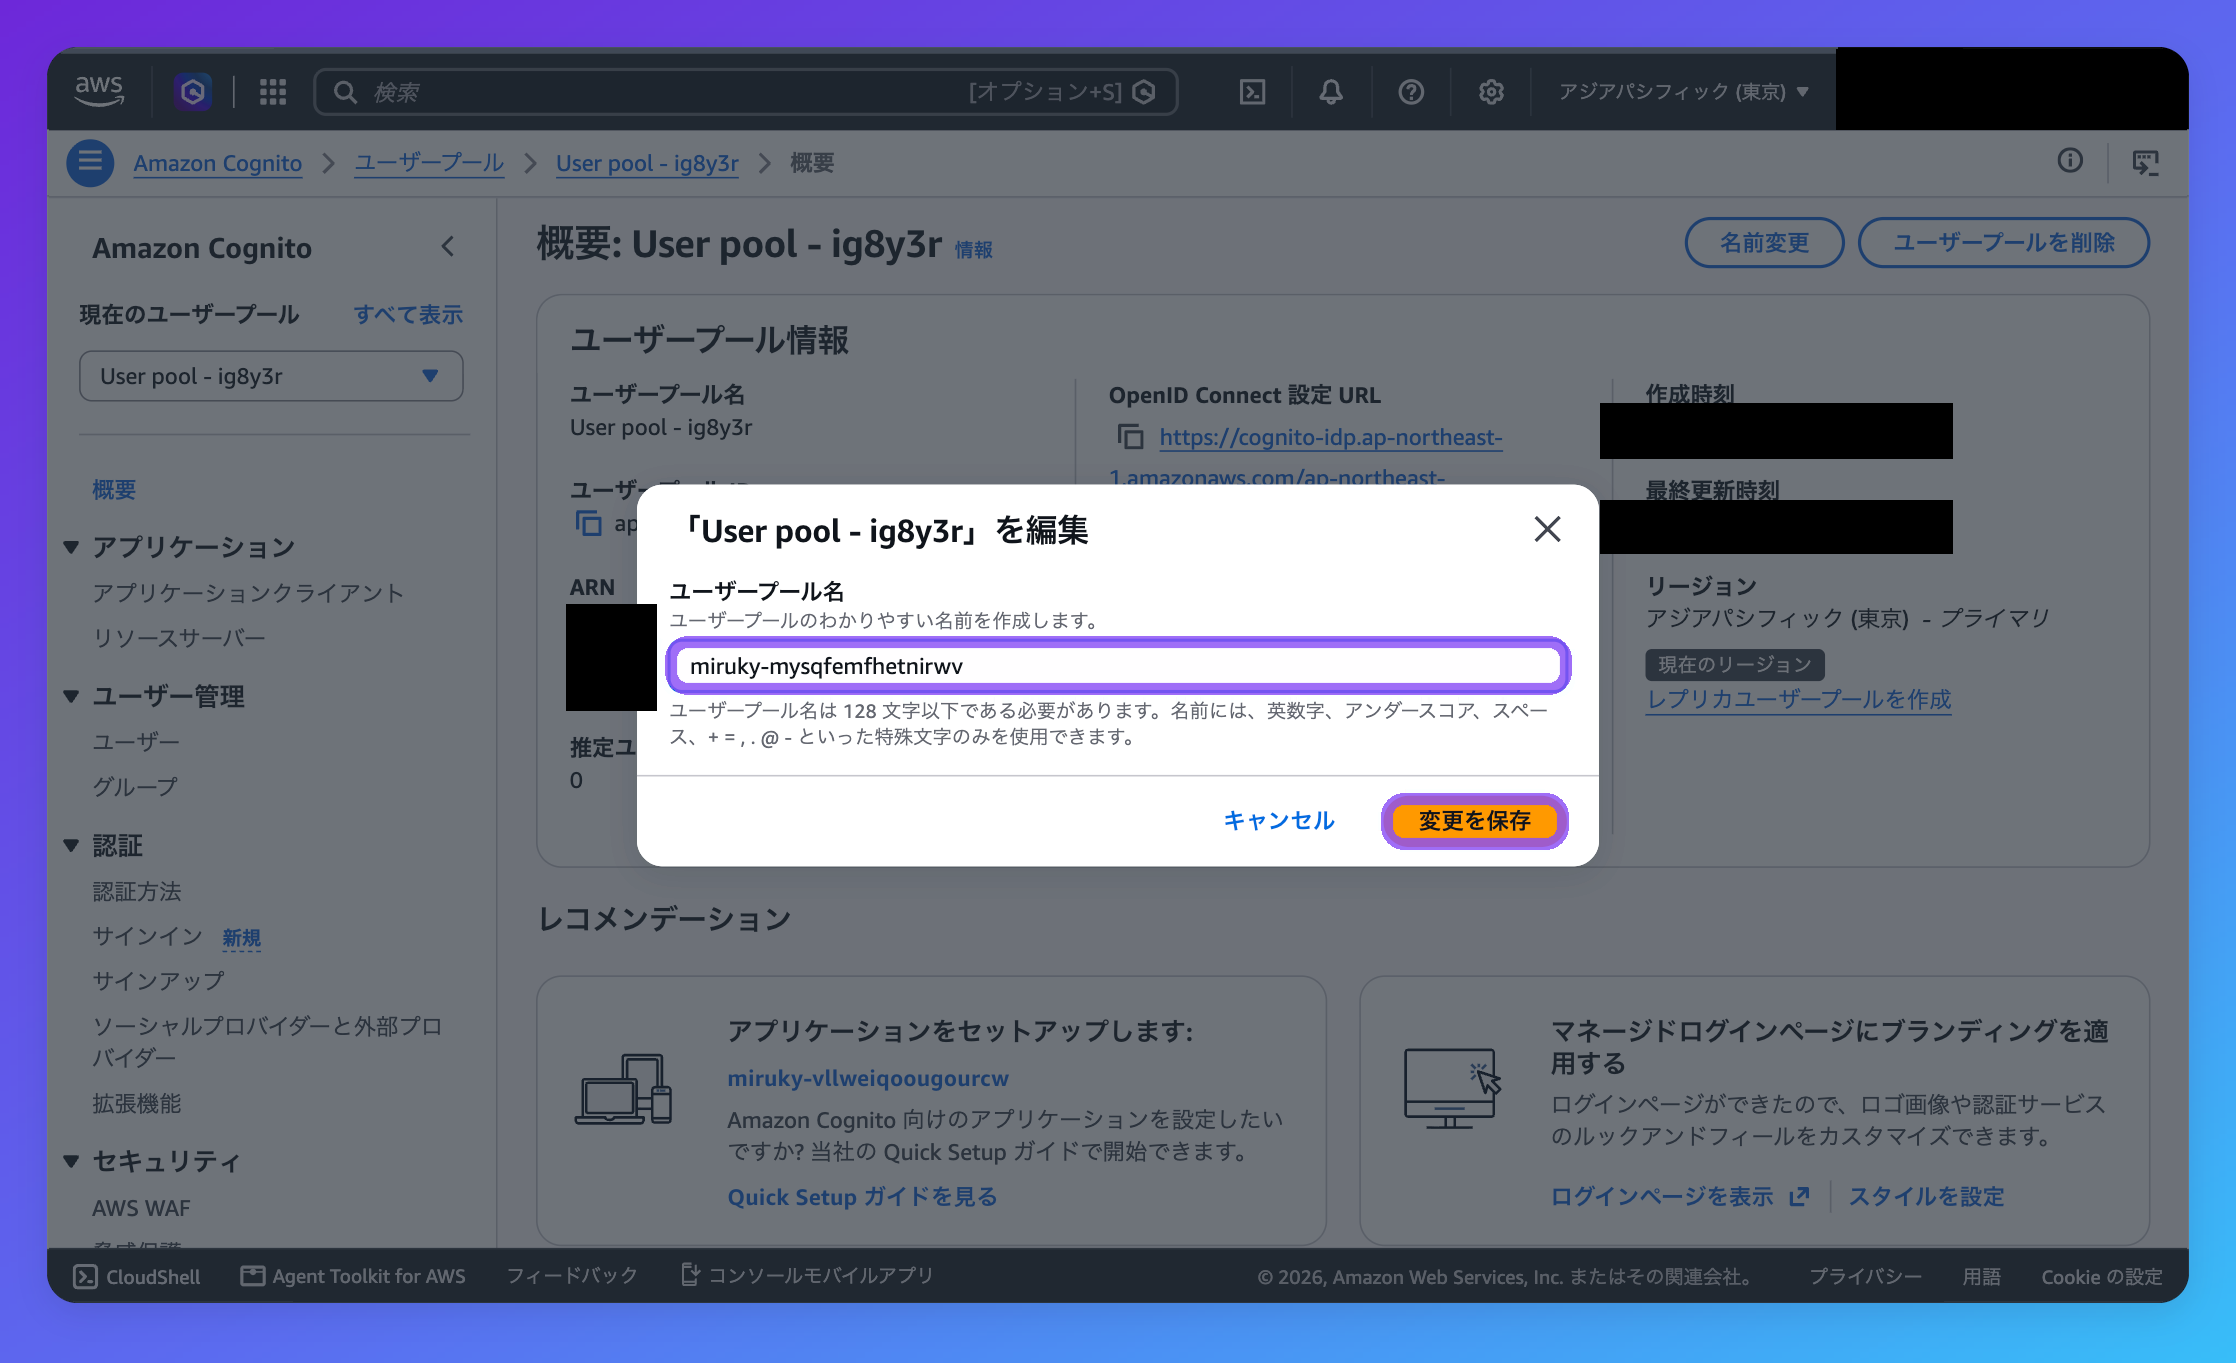 aws
検索
[オプション+S]
アジアパシフィック (東京) ▼
Amazon Cognito > ユーザープール > User pool - ig8y3r > 概要
Amazon Cognito
現在のユーザープール
すべて表示
User pool - ig8y3r
概要
アプリケーション
アプリケーションクライアント
リソースサーバー
ユーザー管理
ユーザー
グループ
認証
認証方法
サインイン 新規
サインアップ
ソーシャルプロバイダーと外部プロ
バイダー
拡張機能
セキュリティ
AWS WAF
脅威保護
概要: User pool - ig8y3r 情報
名前変更
ユーザープールを削除
ユーザープール情報
ユーザープール名
User pool - ig8y3r
ap
ARN
推定ユ
0
OpenID Connect 設定 URL
https://cognito-idp.ap-northeast-
1.amazonaws.com/ap-northeast-
作成時刻
最終更新時刻
リージョン
アジアパシフィック (東京) - プライマリ
現在のリージョン
レプリカユーザープールを作成
「User pool - ig8y3r」 を編集
ユーザープール名
ユーザープールのわかりやすい名前を作成します。
miruky-mysqfemfhetnirwv
ユーザープール名は 128 文字以下である必要があります。名前には、英数字、アンダースコア、スペー
ス、+ = , . @ - といった特殊文字のみを使用できます。
キャンセル
変更を保存
レコメンデーション
アプリケーションをセットアップします:
miruky-vllweiqoougourcw
Amazon Cognito 向けのアプリケーションを設定したい
ですか? 当社の Quick Setup ガイドで開始できます。
Quick Setup ガイドを見る
マネージドログインページにブランディングを適
用する
ログインページができたので、ロゴ画像や認証サービス
のルックアンドフィールをカスタマイズできます。
ログインページを表示
スタイルを設定
CloudShell
Agent Toolkit for AWS
フィードバック
コンソールモバイルアプリ
© 2026, Amazon Web Services, Inc. またはその関連会社。
プライバシー
用語
Cookie の設定